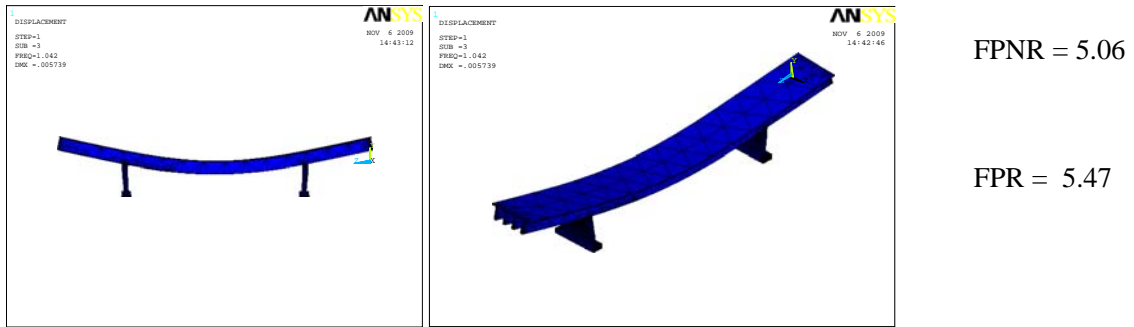 1
DISPLACEMENT
STEP=1
SUB =3
FREQ=1.042
DMX =.005739
ANSYS
NOV 6 2009
14:43:12
Z X
1
DISPLACEMENT
STEP=1
SUB =3
FREQ=1.042
DMX =.005739
ANSYS
NOV 6 2009
14:42:46
Y
FPNR = 5.06
FPR = 5.47